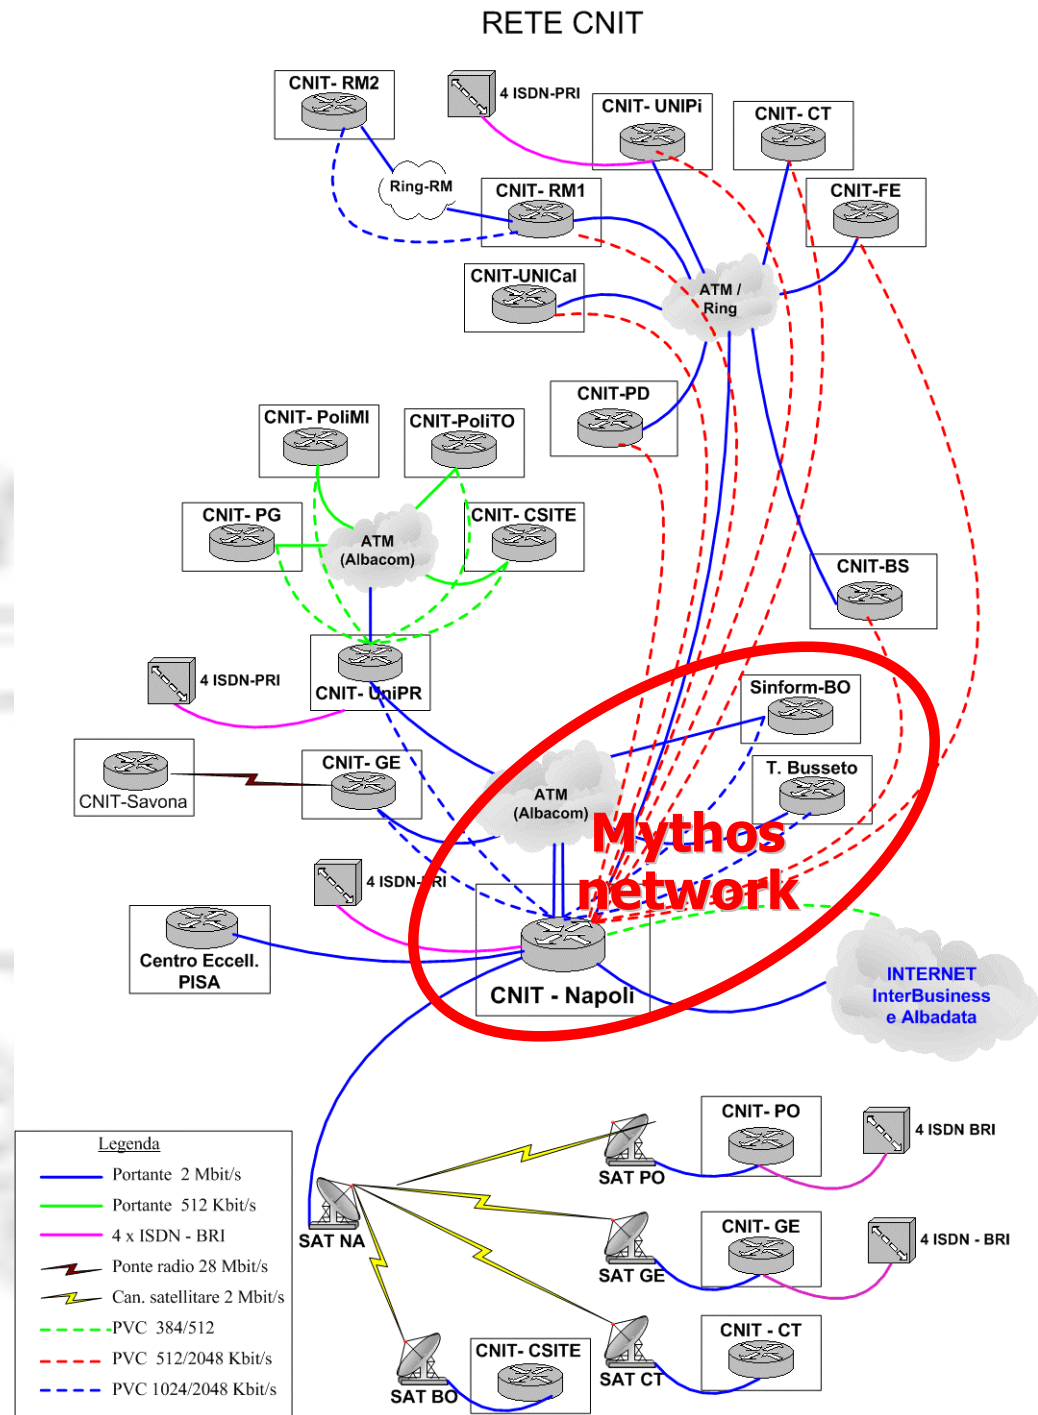 RETE CNIT
CNIT- RM2
4 ISDN-PRI
CNIT- UNIPi
CNIT- CT
Ring-RM
CNIT- RM1
CNIT-FE
CNIT-UNICal
ATM /
Ring
CNIT-PD
CNIT- PoliMI
CNIT-PoliTO
CNIT- PG
CNIT- CSITE
ATM
(Albacom)
CNIT-BS
4 ISDN-PRI
CNIT- UniPR
Sinform-BO
CNIT- GE
T. Busseto
CNIT-Savona
ATM
(Albacom)
Mythos
network
4 ISDN-BRI
Centro Eccell.
PISA
CNIT - Napoli
INTERNET
InterBusiness
e Albadata
CNIT- PO
4 ISDN BRI
SAT PO
SAT NA
CNIT- GE
4 ISDN - BRI
SAT GE
CNIT - CT
SAT CT
CNIT- CSITE
SAT BO
Legenda
Portante 2 Mbit/s
Portante 512 Kbit/s
4 x ISDN - BRI
Ponte radio 28 Mbit/s
Can. satellitare 2 Mbit/s
PVC 384/512
PVC 512/2048 Kbit/s
PVC 1024/2048 Kbit/s